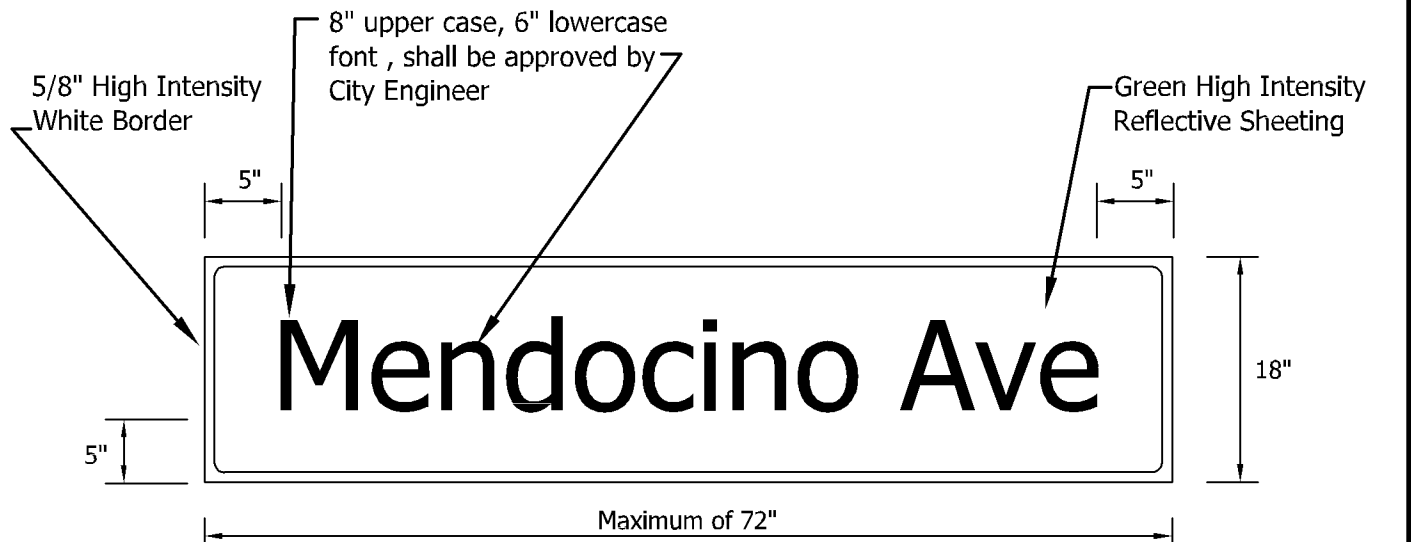 8" upper case, 6" lowercase
font , shall be approved by
City Engineer
5/8" High Intensity
White Border
Green High Intensity
Reflective Sheeting
5"
5"
Mendocino Ave
18"
5"
Maximum of 72"